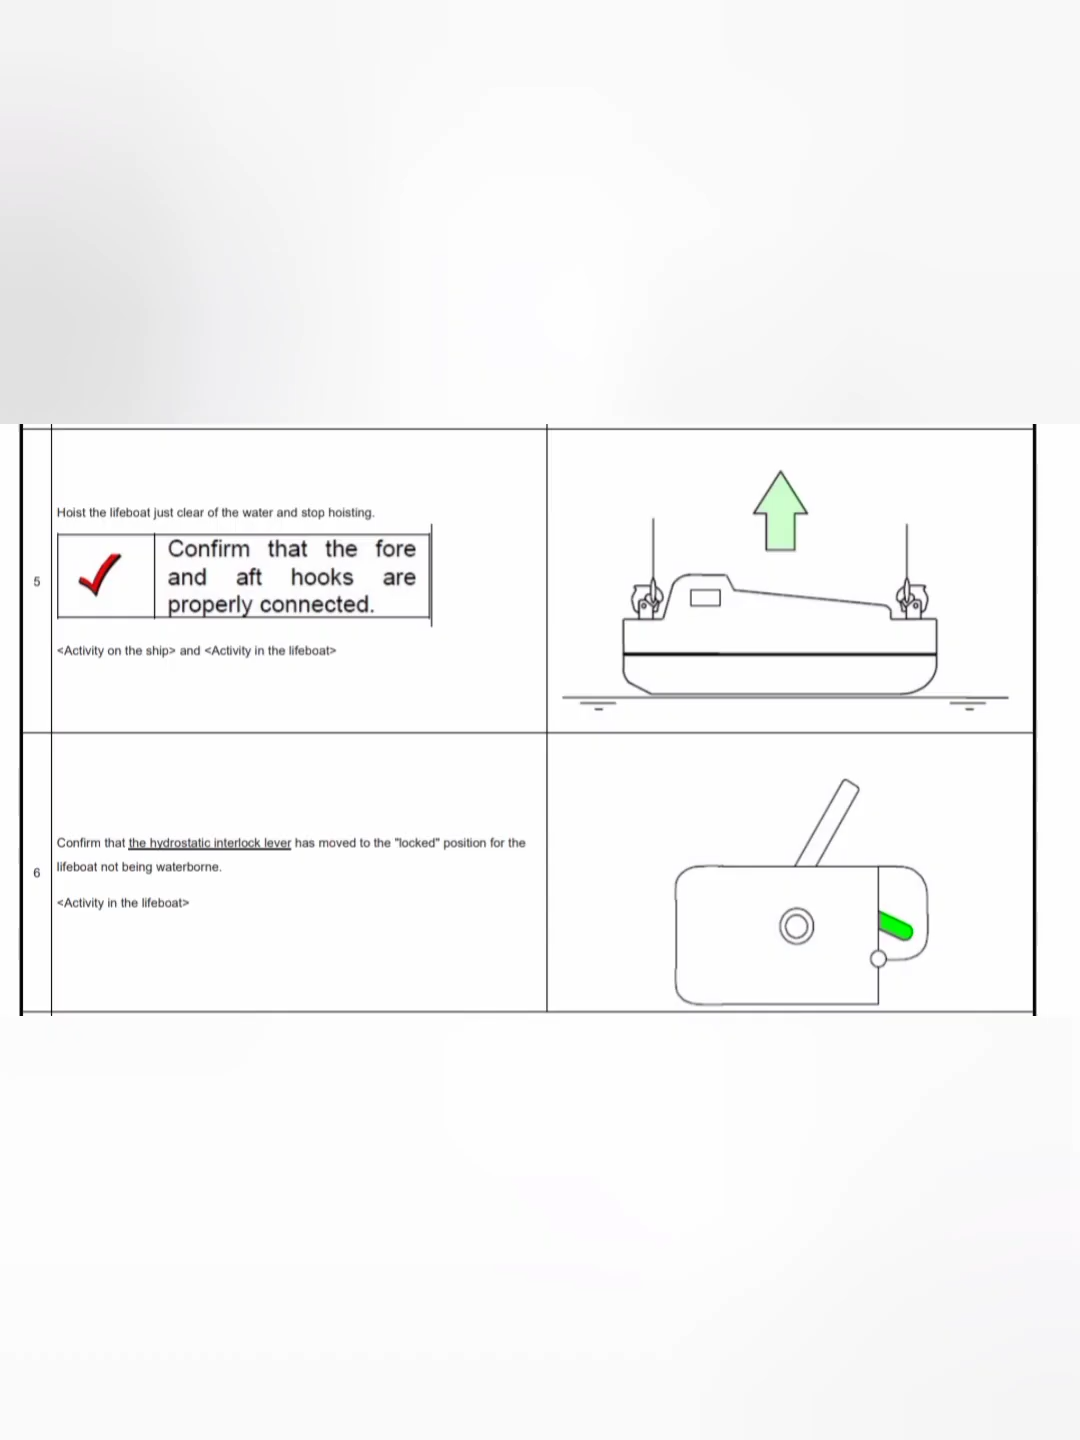 Hoist the lifeboat just clear of the water and stop hoisting.
Confirm that the fore
and aft hooks are
properly connected.
5
<Activity on the ship> and <Activity in the lifeboat>
Confirm that the hydrostatic interlock lever has moved to the "locked" position for the
lifeboat not being waterborne.
6
<Activity in the lifeboat>